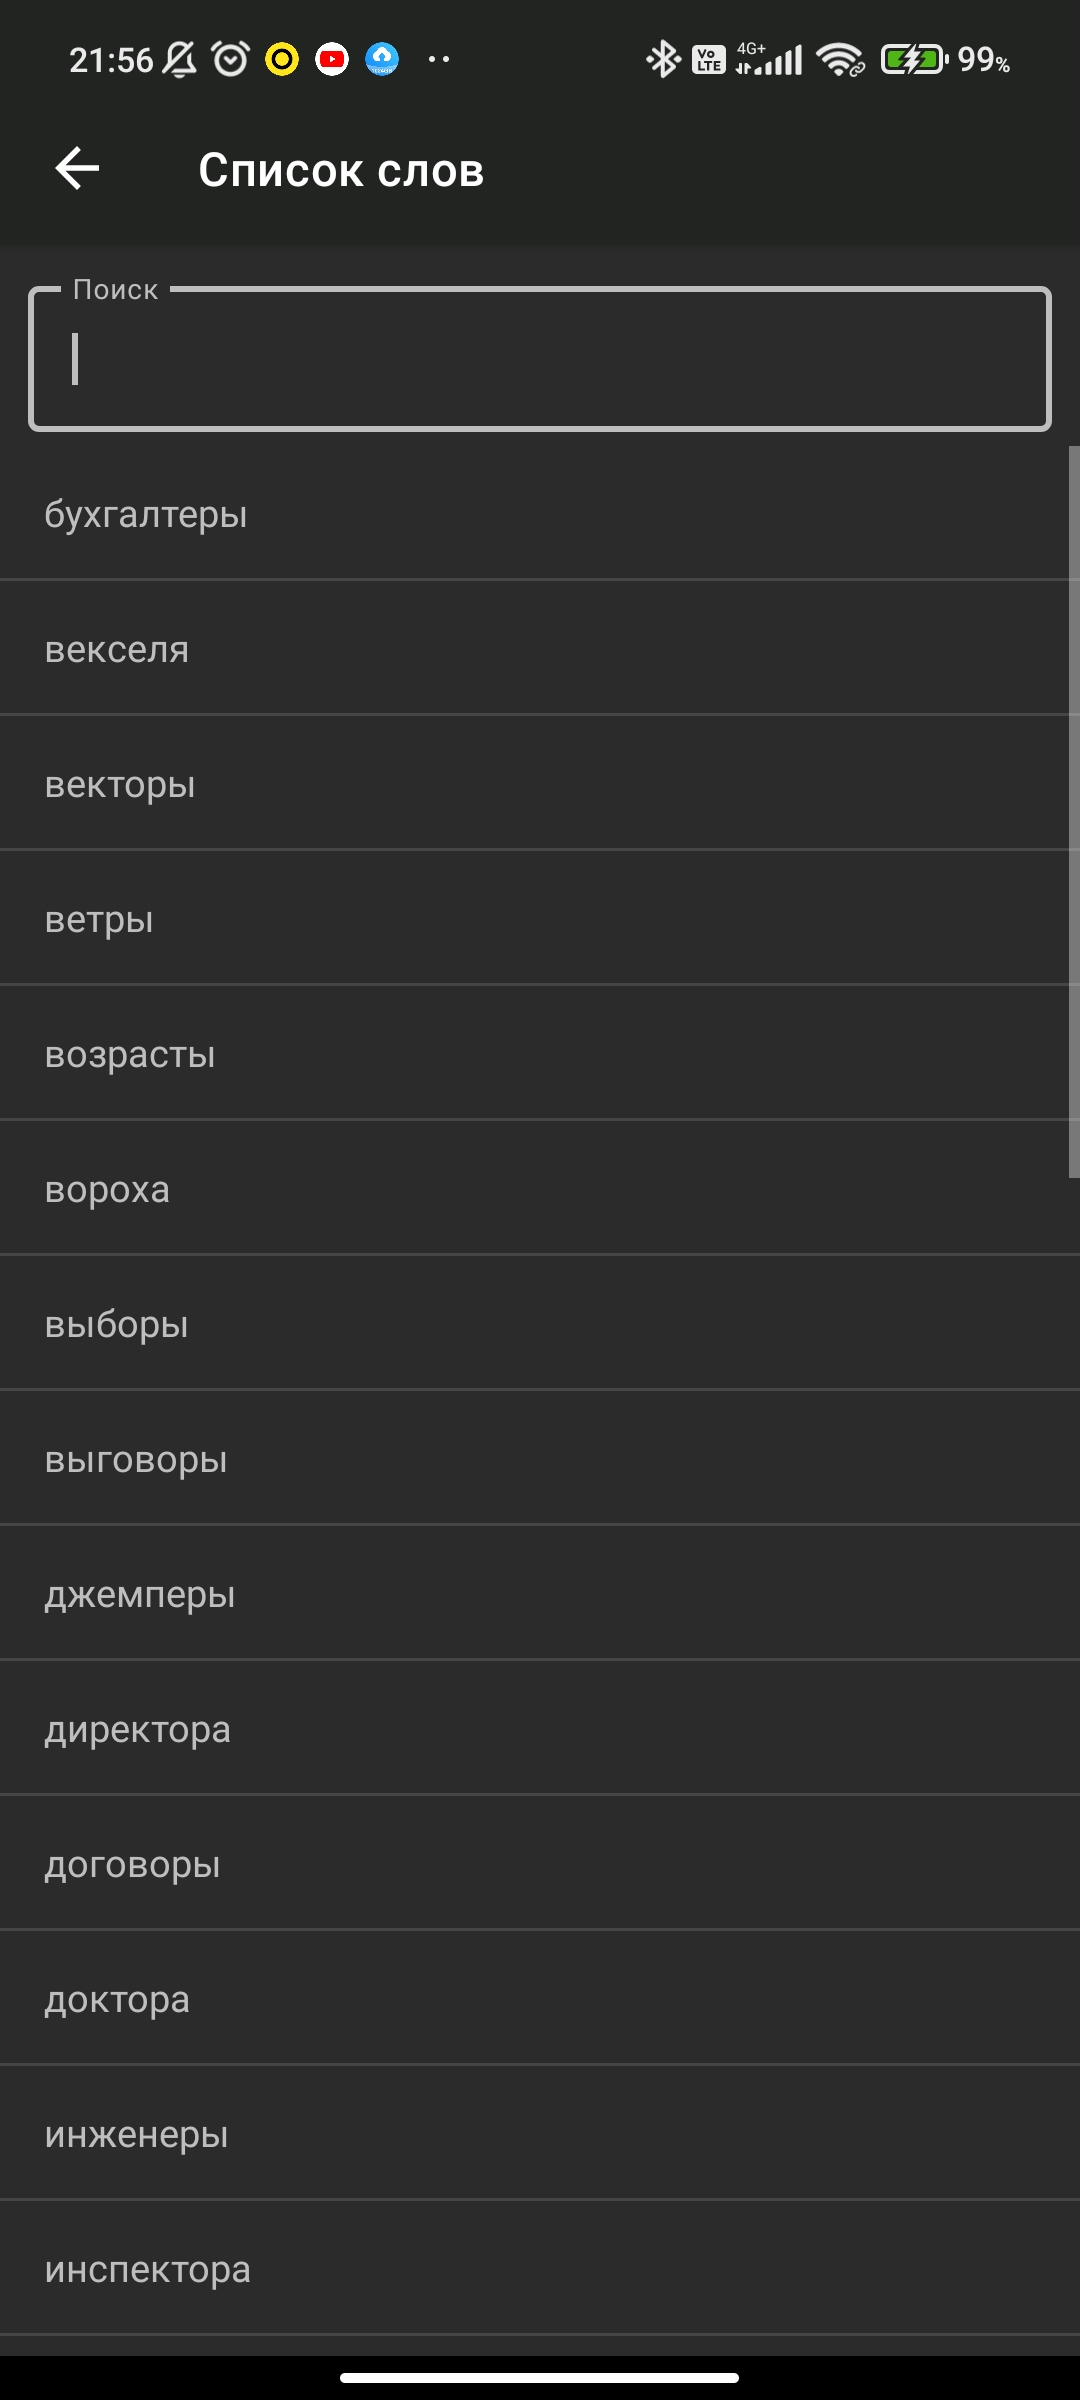 21:56
Vo
LTE
4G+
99%
Список слов
Поиск
бухгалтеры
векселя
векторы
ветры
возрасты
вороха
выборы
выговоры
джемперы
директора
договоры
доктора
инженеры
инспектора